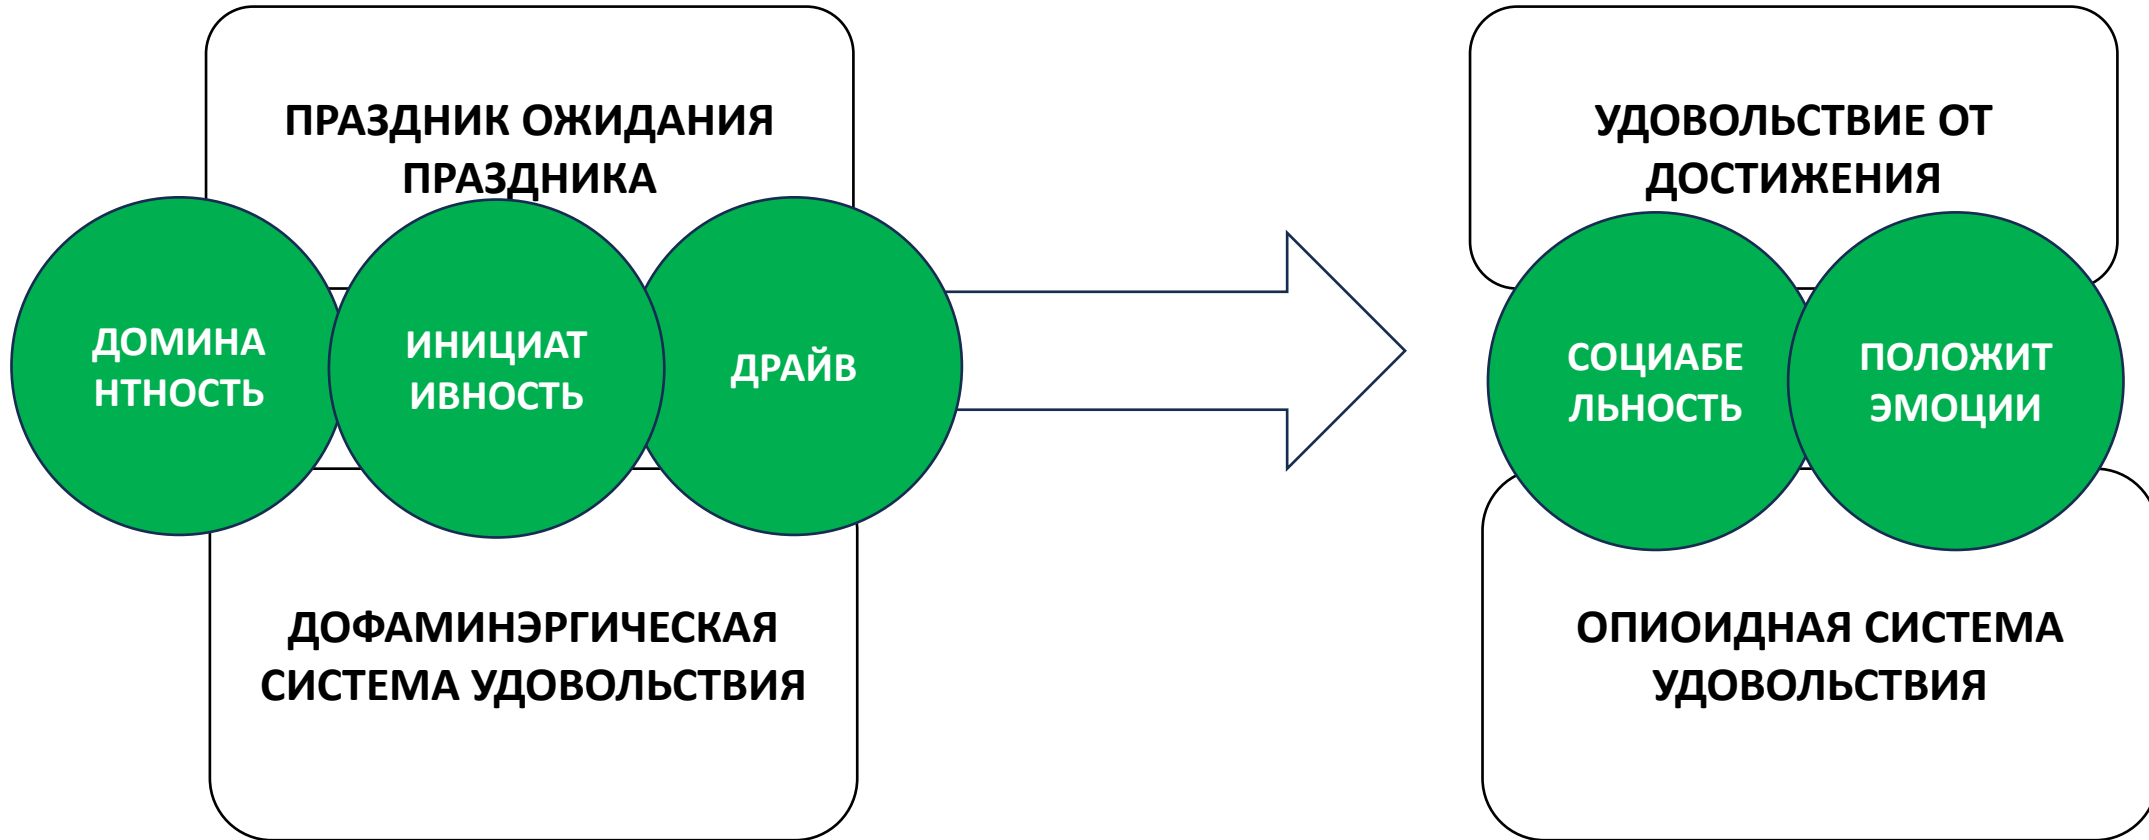 ПРАЗДНИК ОЖИДАНИЯ
ПРАЗДНИКА
ДОМИНА
НТНОСТЬ
ИНИЦИАТ
ИВНОСТЬ
ДРАЙВ
ДОФАМИНЭРГИЧЕСКАЯ
СИСТЕМА УДОВОЛЬСТВИЯ
УДОВОЛЬСТВИЕ ОТ
ДОСТИЖЕНИЯ
СОЦИАБЕ
ЛЬНОСТЬ
ПОЛОЖИТ
ЭМОЦИИ
ОПИОИДНАЯ СИСТЕМА
УДОВОЛЬСТВИЯ